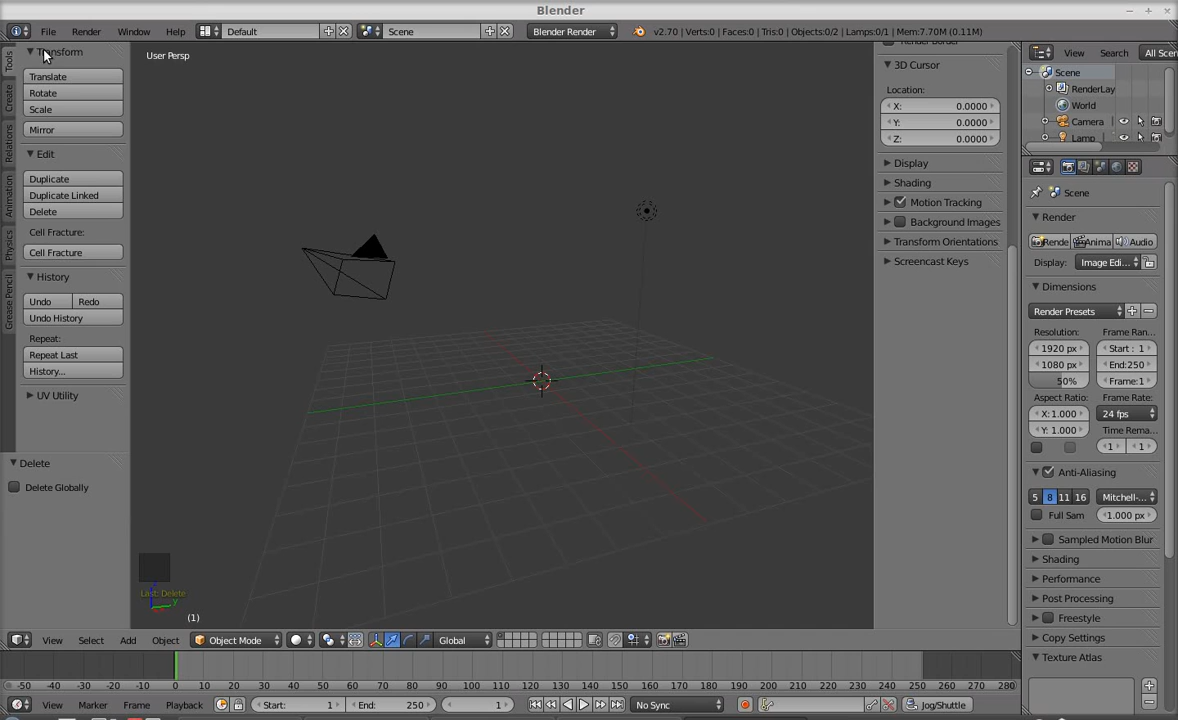 Blender
File Render Window Help Default Scene Blender Render v2.70 | Verts:0 | Faces:0 | Tris:0 | Objects:0/2 | Lamps:0/1 | Mem:7.70M (0.11M)
Tools
Create
Relations
Animation
Physics
Grease Pencil
Transform
Translate
Rotate
Scale
Mirror
Edit
Duplicate
Duplicate Linked
Delete
Cell Fracture:
Cell Fracture
History
Undo Redo
Undo History
Repeat:
Repeat Last
History...
UV Utility
Delete
Delete Globally
User Persp
Last: Delete
(1)
3D Cursor
Location:
X: 0.0000
Y: 0.0000
Z: 0.0000
Display
Shading
Motion Tracking
Background Images
Transform Orientations
Screencast Keys
View Search All Scen
Scene
RenderLay
World
Camera
Lamp
Scene
Render
Rende Anima Audio
Display: Image Edi...
Dimensions
Render Presets
Resolution: Frame Ran...
1920 px Start : 1
1080 px End:250
50% Frame:1
Aspect Ratio: Frame Rate:
X:1.000 24 fps
Y: 1.000 Time Rema...
1 1
Anti-Aliasing
5 8 11 16 Mitchell-...
Full Sam 1.000 px
Sampled Motion Blur
Shading
Performance
Post Processing
Freestyle
Copy Settings
Texture Atlas
View Select Add Object Object Mode Global
-50 -40 -30 -20 -10 0 10 20 30 40 50 60 70 80 90 100 110 120 130 140 150 160 170 180 190 200 210 220 230 240 250 260 270 280
View Marker Frame Playback Start: 1 End: 250 1 No Sync Jog/Shuttle